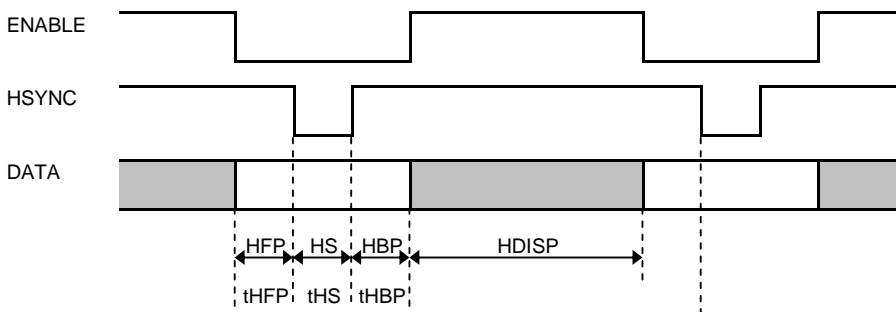 ENABLE
HSYNC
DATA
HFP HS HBP HDISP
tHFP tHS tHBP